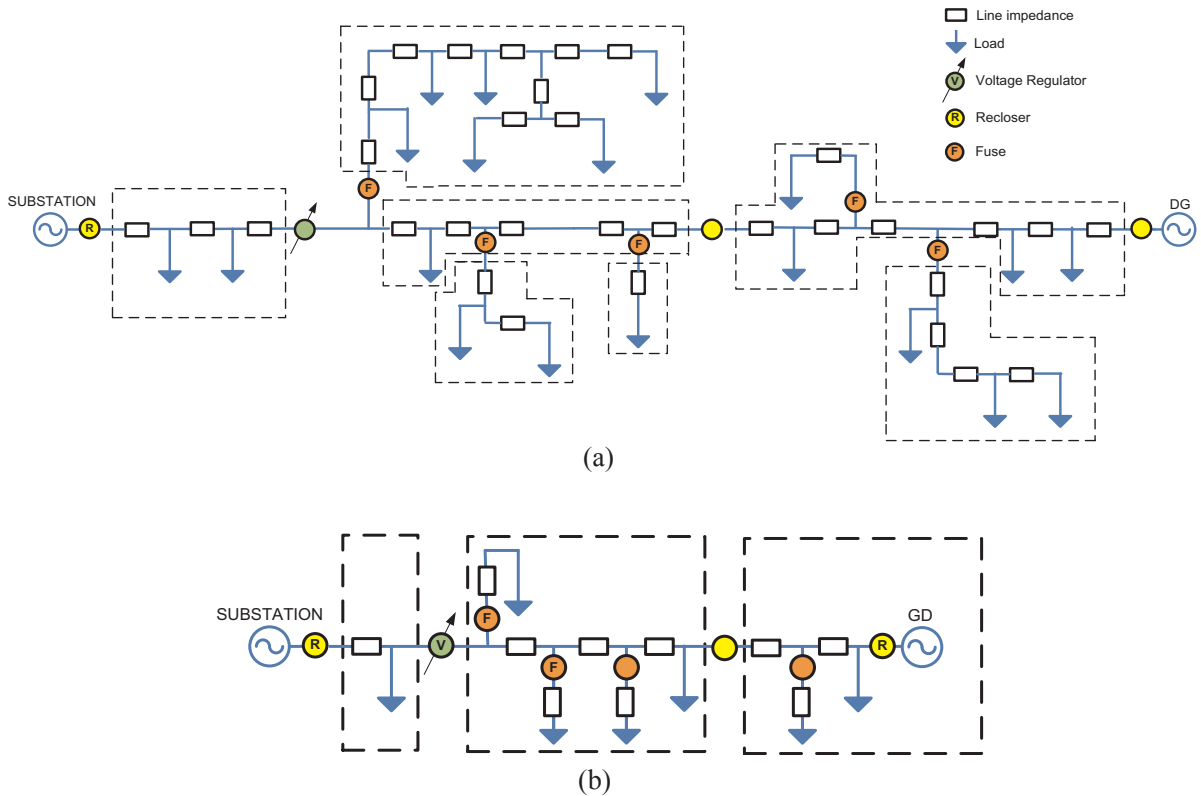 Line impedance
Load
V
Voltage Regulator
R
Recloser
F
Fuse
SUBSTATION
R
V
F
F
F
F
F
DG
(a)
SUBSTATION
R
V
F
F
R
GD
(b)